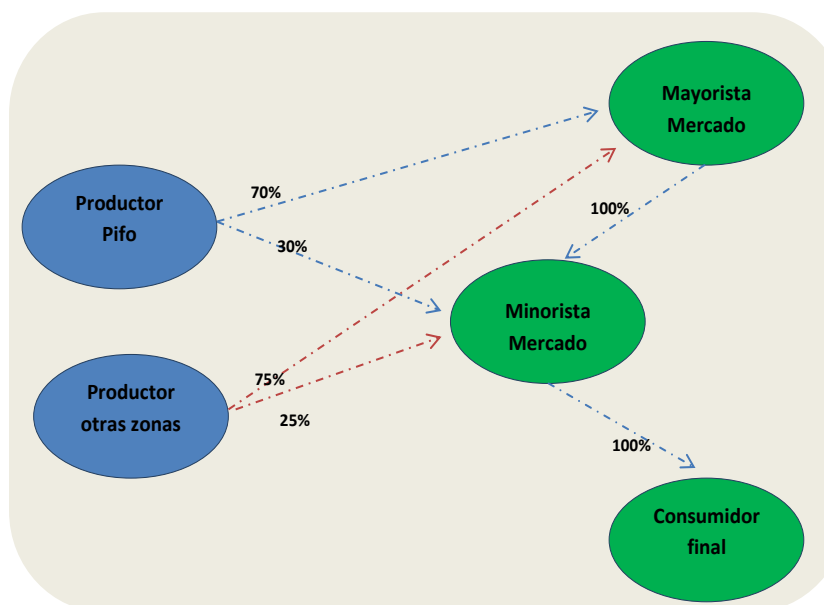 Mayorista
Mercado
70%
Productor
Pifo
100%
30%
Minorista
Mercado
75%
Productor
otras zonas
25%
100%
Consumidor
final